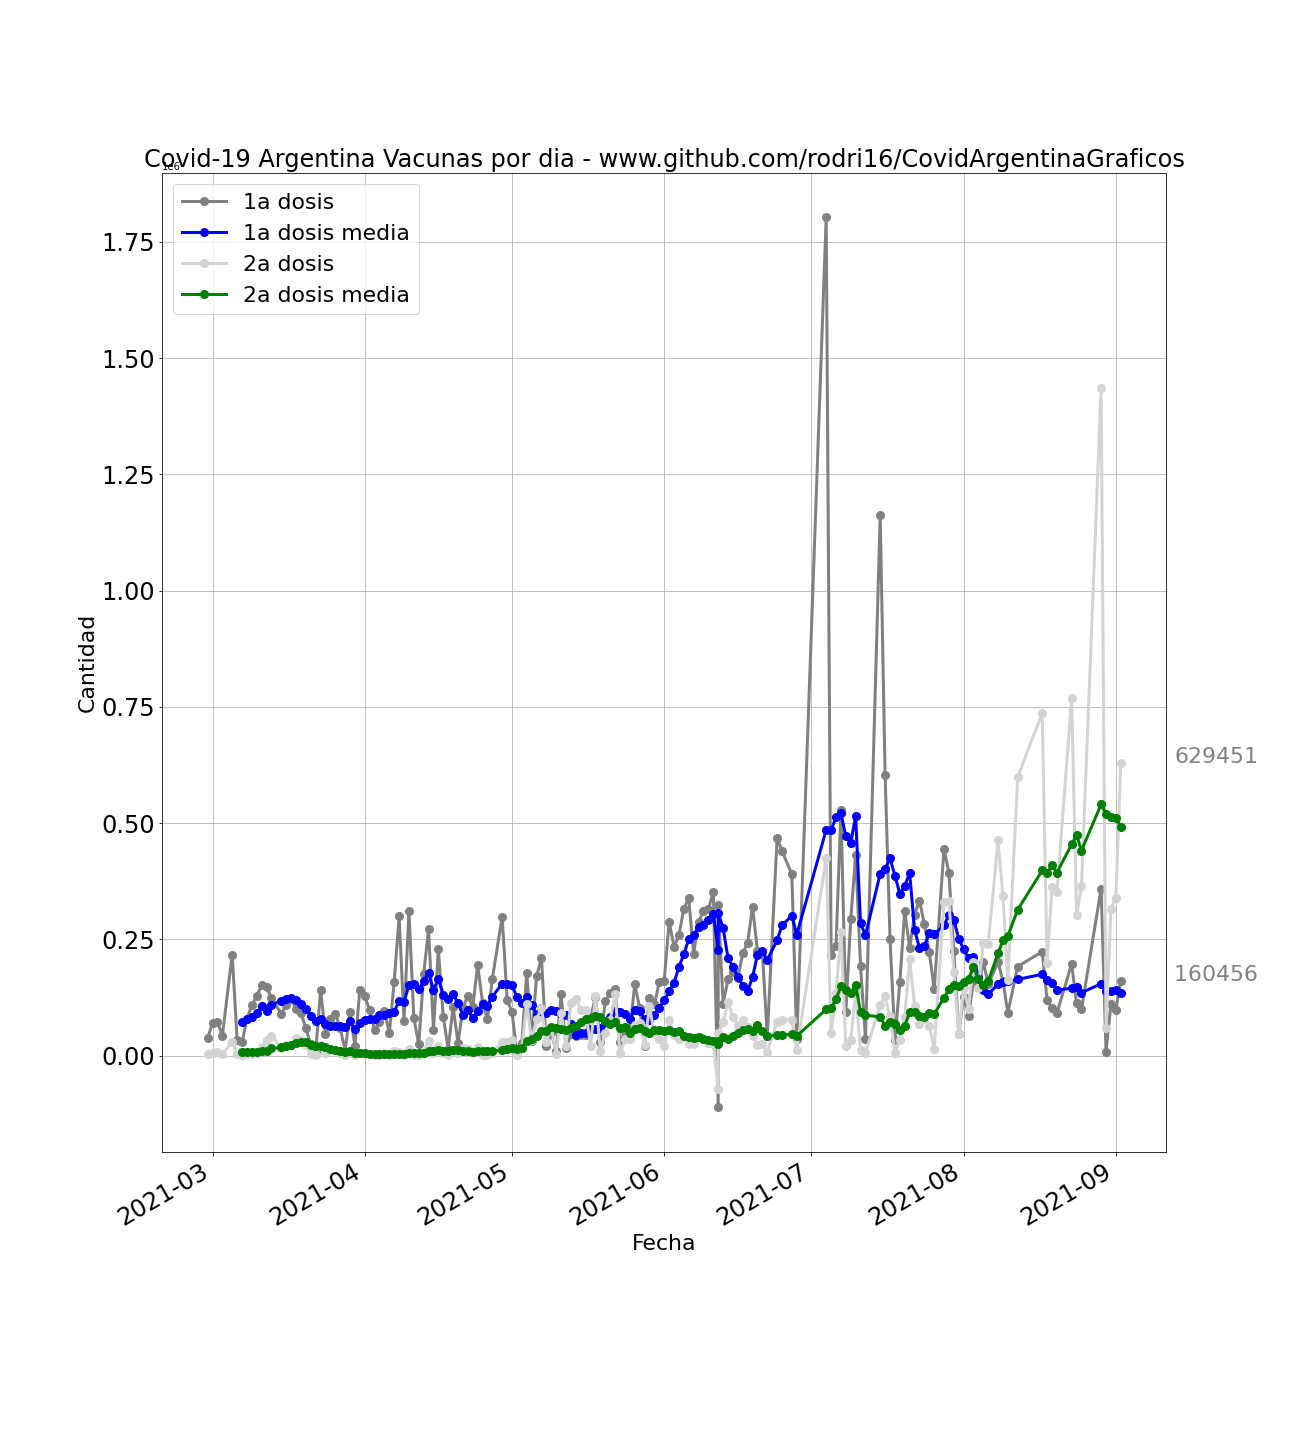 Covid-19 Argentina Vacunas por dia - www.github.com/rodri16/CovidArgentinaGraficos
1e6
1a dosis
1a dosis media
2a dosis
2a dosis media
1.75
1.50
1.25
1.00
0.75
0.50
0.25
0.00
Cantidad
629451
160456
2021-03
2021-04
2021-05
2021-06
2021-07
2021-08
2021-09
Fecha